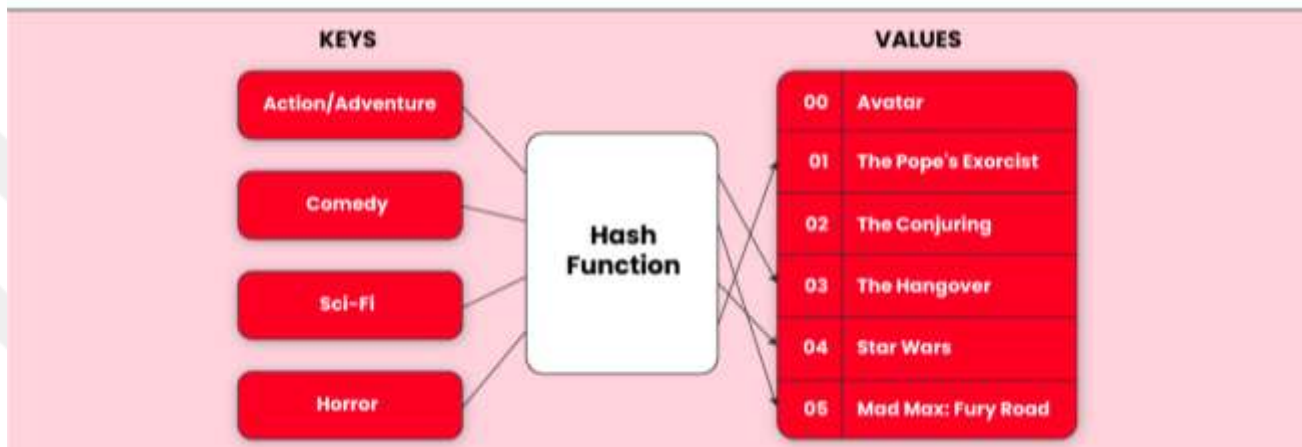 KEYS
VALUES
Action/Adventure
Comedy
Sci-Fi
Horror
Hash
Function
00 Avatar
01 The Pope's Exorcist
02 The Conjuring
03 The Hangover
04 Star Wars
05 Mad Max: Fury Road